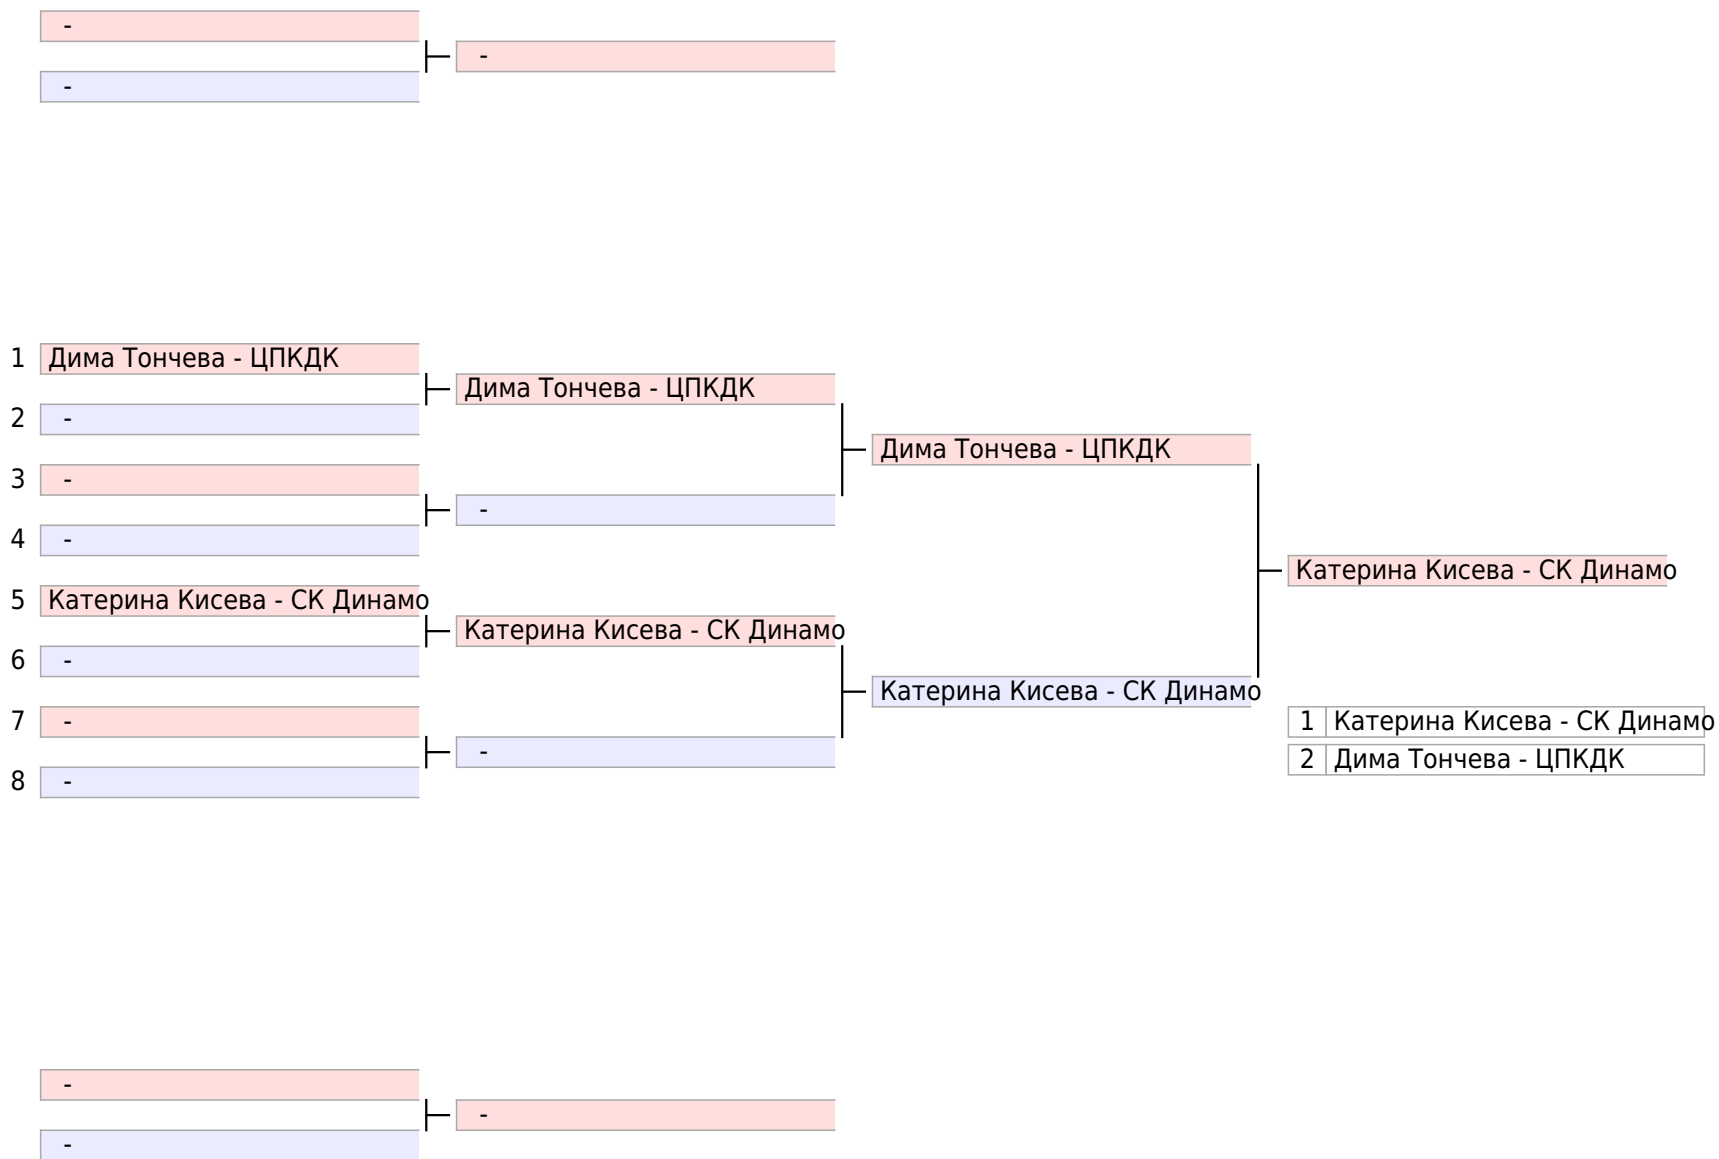 -
-
-
1 Дима Тончева - ЦПКДК
Дима Тончева - ЦПКДК
2 -
Дима Тончева - ЦПКДК
3 -
-
4 -
Катерина Кисева - СК Динамо
5 Катерина Кисева - СК Динамо
Катерина Кисева - СК Динамо
6 -
Катерина Кисева - СК Динамо
7 -
1 Катерина Кисева - СК Динамо
-
2 Дима Тончева - ЦПКДК
8 -
-
-
-